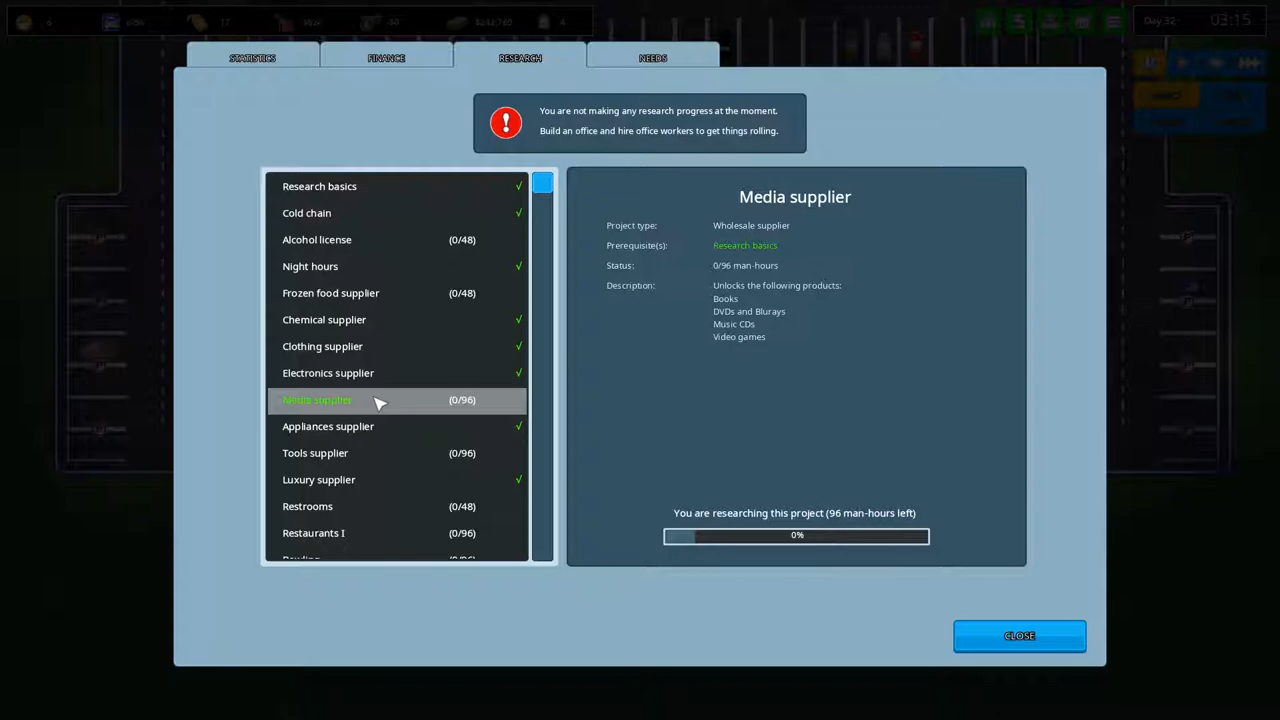 17
4
Day 32
03:15
STATISTICS
FINANCE
RESEARCH
NEEDS
You are not making any research progress at the moment.
Build an office and hire office workers to get things rolling.
Research basics √
Cold chain √
Alcohol license (0/48)
Night hours √
Frozen food supplier (0/48)
Chemical supplier √
Clothing supplier √
Electronics supplier √
Media supplier (0/96)
Appliances supplier √
Tools supplier (0/96)
Luxury supplier √
Restrooms (0/48)
Restaurants I (0/96)
Bowling (0/96)
Media supplier
Project type: Wholesale supplier
Prerequisite(s): Research basics
Status: 0/96 man-hours
Description: Unlocks the following products:
Books
DVDs and Blurays
Music CDs
Video games
You are researching this project (96 man-hours left)
0%
CLOSE